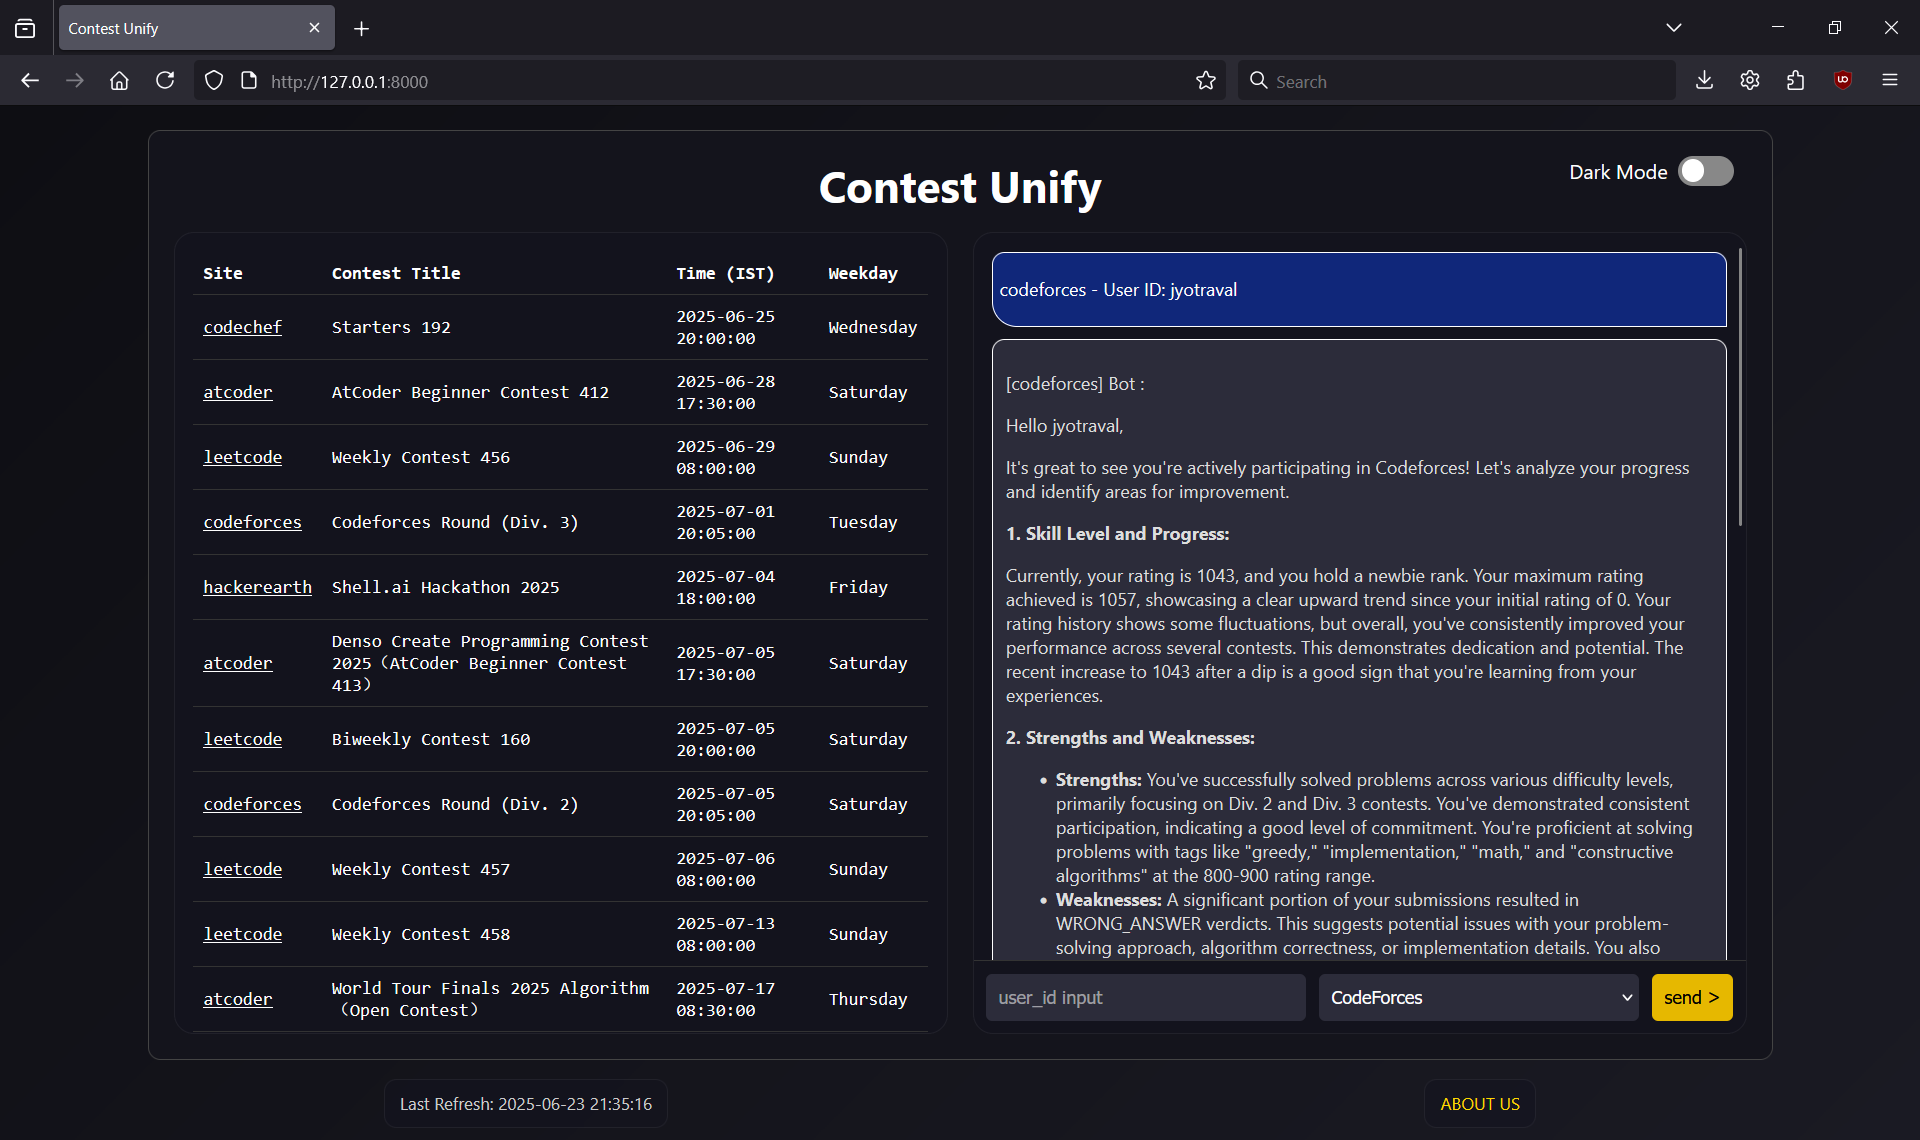 Contest Unify
http://127.0.0.1:8000
Search
Contest Unify
Dark Mode
Site Contest Title Time (IST) Weekday
codechef Starters 192 2025-06-25 20:00:00 Wednesday
atcoder AtCoder Beginner Contest 412 2025-06-28 17:30:00 Saturday
leetcode Weekly Contest 456 2025-06-29 08:00:00 Sunday
codeforces Codeforces Round (Div. 3) 2025-07-01 20:05:00 Tuesday
hackerearth Shell.ai Hackathon 2025 2025-07-04 18:00:00 Friday
atcoder Denso Create Programming Contest 2025（AtCoder Beginner Contest 413） 2025-07-05 17:30:00 Saturday
leetcode Biweekly Contest 160 2025-07-05 20:00:00 Saturday
codeforces Codeforces Round (Div. 2) 2025-07-05 20:05:00 Saturday
leetcode Weekly Contest 457 2025-07-06 08:00:00 Sunday
leetcode Weekly Contest 458 2025-07-13 08:00:00 Sunday
atcoder World Tour Finals 2025 Algorithm（Open Contest） 2025-07-17 08:30:00 Thursday
codeforces - User ID: jyotraval
[codeforces] Bot :
Hello jyotraval,
It's great to see you're actively participating in Codeforces! Let's analyze your progress
and identify areas for improvement.
1. Skill Level and Progress:
Currently, your rating is 1043, and you hold a newbie rank. Your maximum rating
achieved is 1057, showcasing a clear upward trend since your initial rating of 0. Your
rating history shows some fluctuations, but overall, you've consistently improved your
performance across several contests. This demonstrates dedication and potential. The
recent increase to 1043 after a dip is a good sign that you're learning from your
experiences.
2. Strengths and Weaknesses:
• Strengths: You've successfully solved problems across various difficulty levels,
primarily focusing on Div. 2 and Div. 3 contests. You've demonstrated consistent
participation, indicating a good level of commitment. You're proficient at solving
problems with tags like "greedy," "implementation," "math," and "constructive
algorithms" at the 800-900 rating range.
• Weaknesses: A significant portion of your submissions resulted in
WRONG_ANSWER verdicts. This suggests potential issues with your problem-
solving approach, algorithm correctness, or implementation details. You also
user_id input
CodeForces
send >
Last Refresh: 2025-06-23 21:35:16
ABOUT US